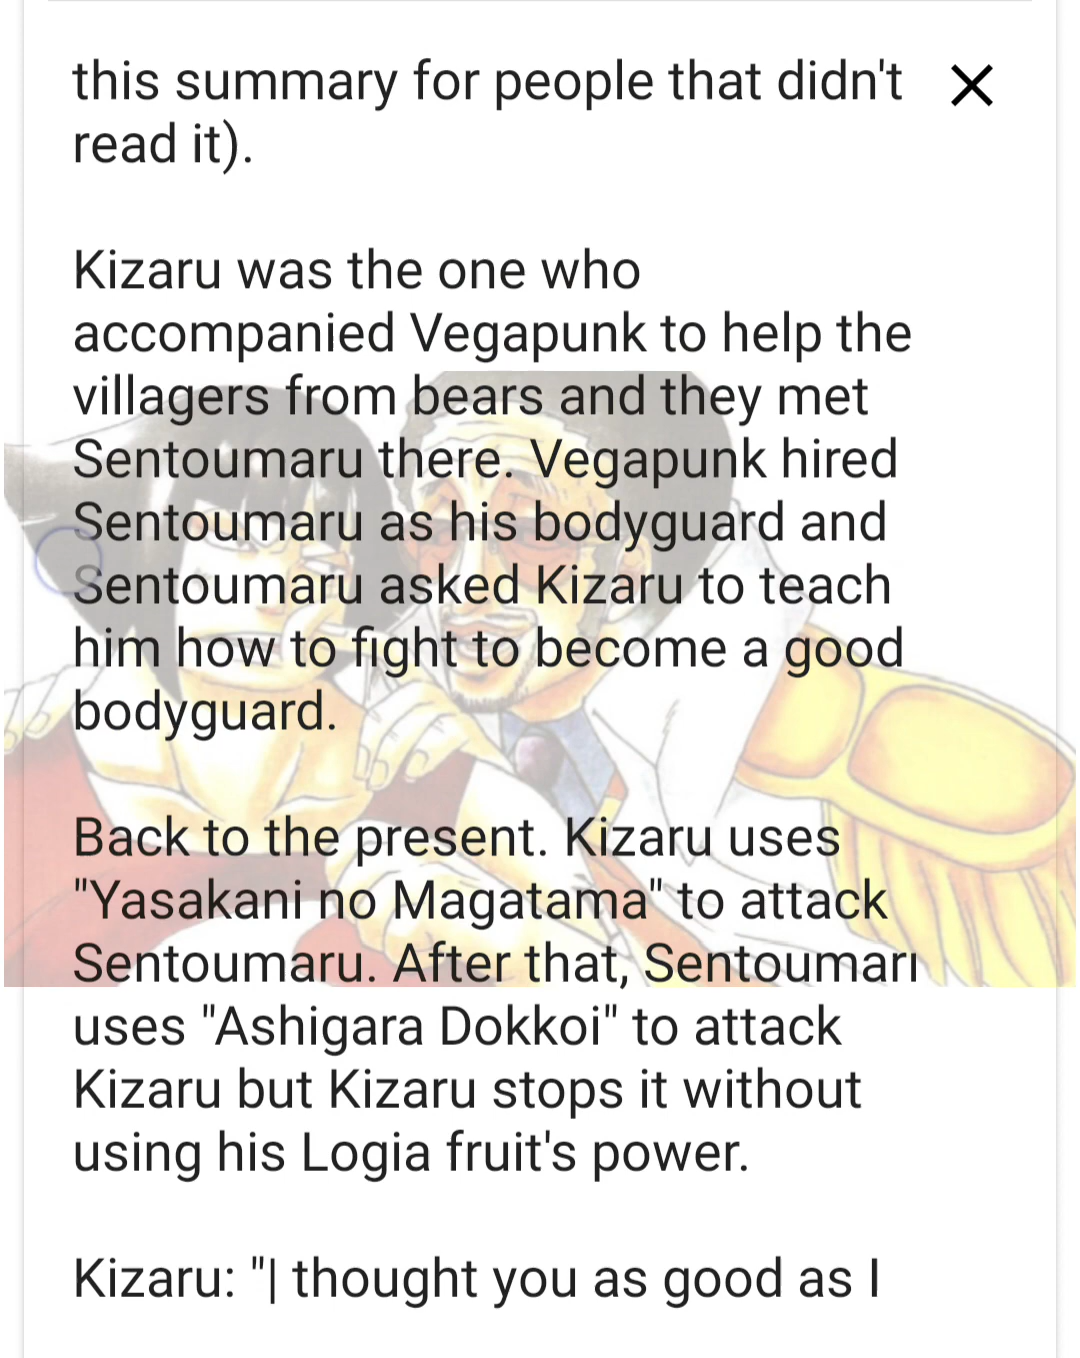 this summary for people that didn't
read it).
Kizaru was the one who
accompanied Vegapunk to help the
villagers from bears and they met
Sentoumaru there. Vegapunk hired
Sentoumaru as his bodyguard and
Sentoumaru asked Kizaru to teach
him how to fight to become a good
bodyguard.
Back to the present. Kizaru uses
"Yasakani no Magatama" to attack
Sentoumaru. After that, Sentoumarı
uses "Ashigara Dokkoi" to attack
Kizaru but Kizaru stops it without
using his Logia fruit's power.
Kizaru: "| thought you as good as I